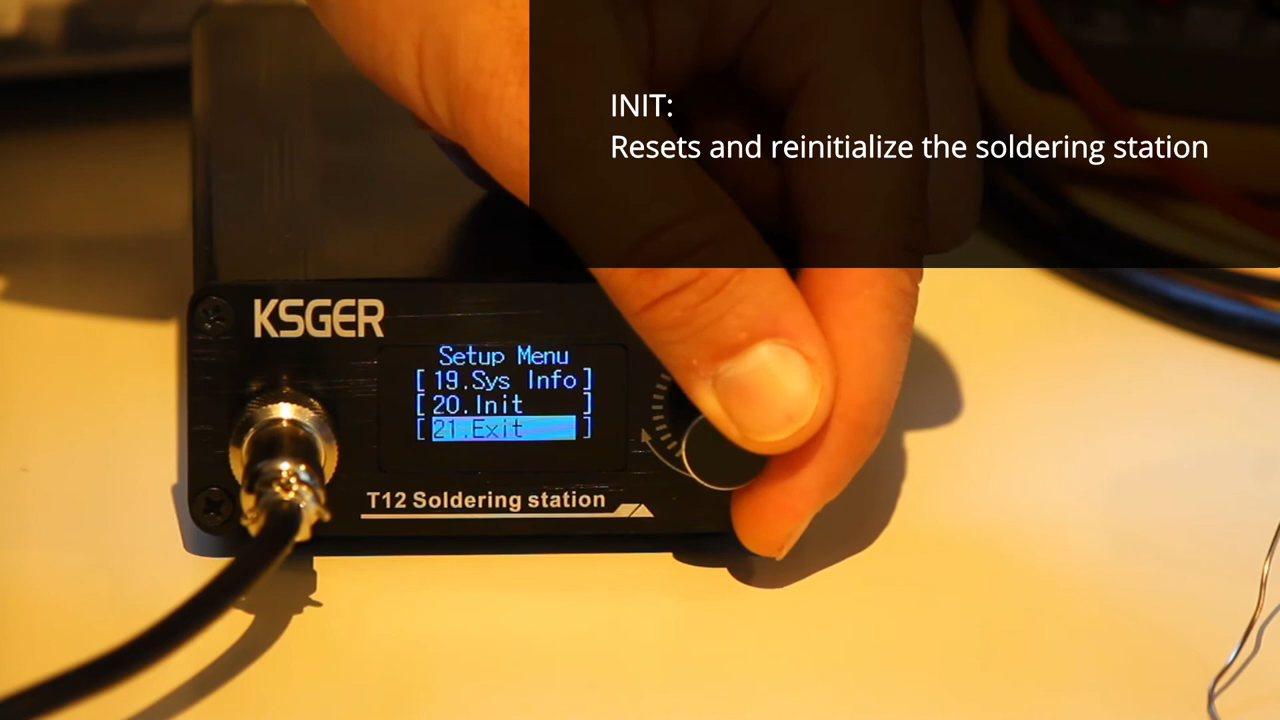 INIT:
Resets and reinitialize the soldering station
KSGER
Setup Menu
[19.Sys Info]
[20.Init ]
[21.Exit ]
T12 Soldering station